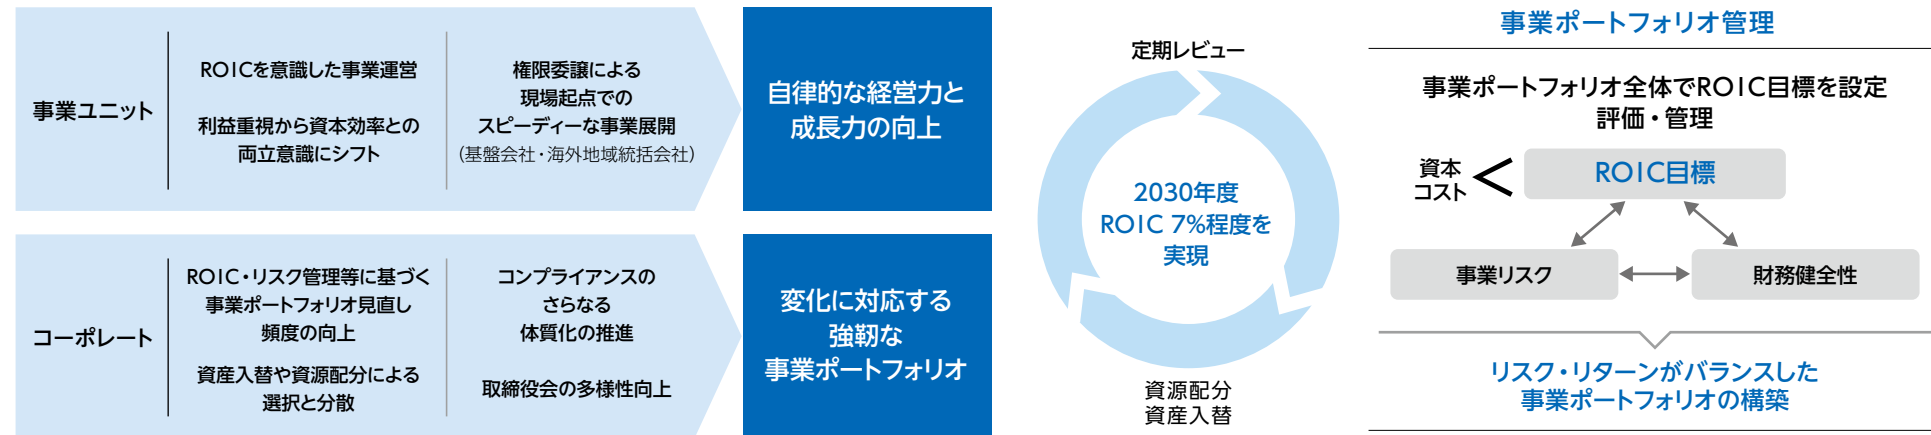 事業ユニット
ROICを意識した事業運営
利益重視から資本効率との
両立意識にシフト
権限委譲による
現場起点での
スピーディーな事業展開
(基盤会社・海外地域統括会社)
自律的な経営力と
成長力の向上
コーポレート
ROIC・リスク管理等に基づく
事業ポートフォリオ見直し
頻度の向上
資産入替や資源配分による
選択と分散
コンプライアンスの
さらなる
体質化の推進
取締役会の多様性向上
変化に対応する
強靭な
事業ポートフォリオ
定期レビュー
2030年度
ROIC 7%程度を
実現
資源配分
資産入替
事業ポートフォリオ管理
事業ポートフォリオ全体でROIC目標を設定
評価・管理
資本
コスト
<
ROIC目標
事業リスク
財務健全性
リスク・リターンがバランスした
事業ポートフォリオの構築